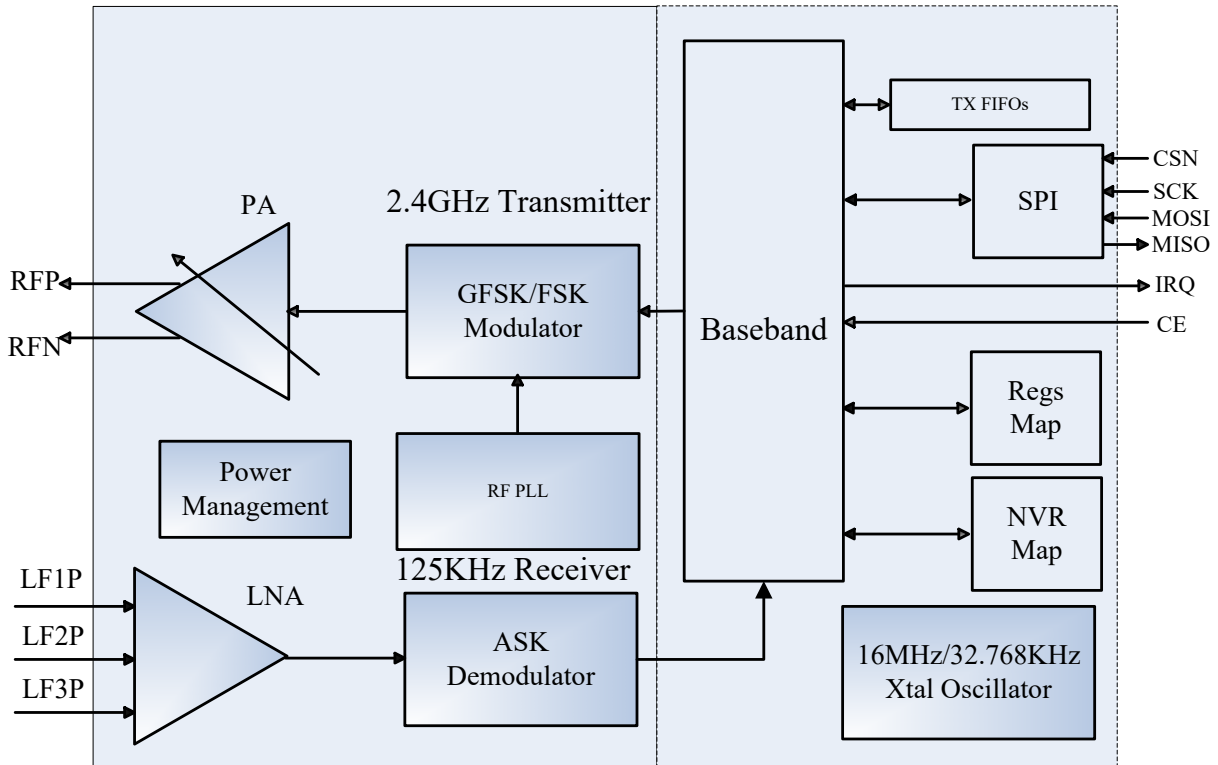 TX FIFOs
CSN
SCK
MOSI
MISO
SPI
PA
2.4GHz Transmitter
RFP
RFN
GFSK/FSK
Modulator
Baseband
IRQ
CE
Regs
Map
Power
Management
RF PLL
NVR
Map
125KHz Receiver
LF1P
LF2P
LF3P
LNA
ASK
Demodulator
16MHz/32.768KHz
Xtal Oscillator